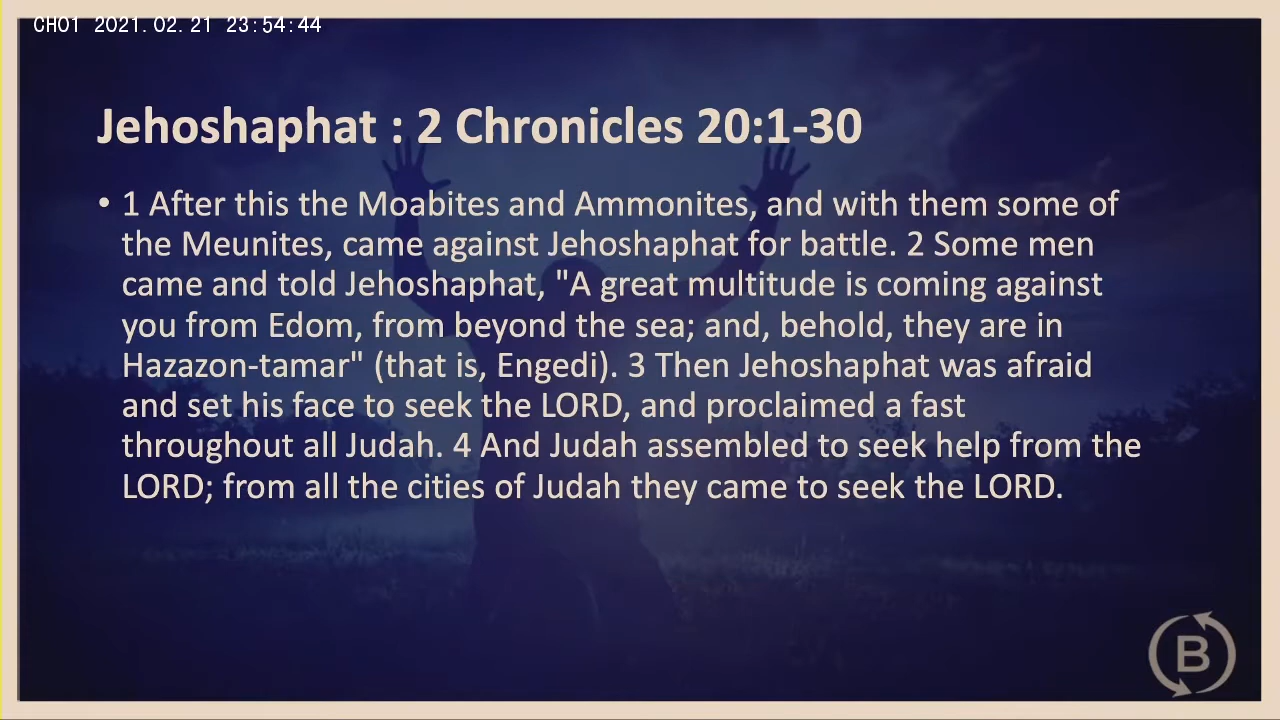 CH01 2021.02.21 23:54:44
Jehoshaphat : 2 Chronicles 20:1-30
• 1 After this the Moabites and Ammonites, and with them some of
the Meunites, came against Jehoshaphat for battle. 2 Some men
came and told Jehoshaphat, "A great multitude is coming against
you from Edom, from beyond the sea; and, behold, they are in
Hazazon-tamar" (that is, Engedi). 3 Then Jehoshaphat was afraid
and set his face to seek the LORD, and proclaimed a fast
throughout all Judah. 4 And Judah assembled to seek help from the
LORD; from all the cities of Judah they came to seek the LORD.
B